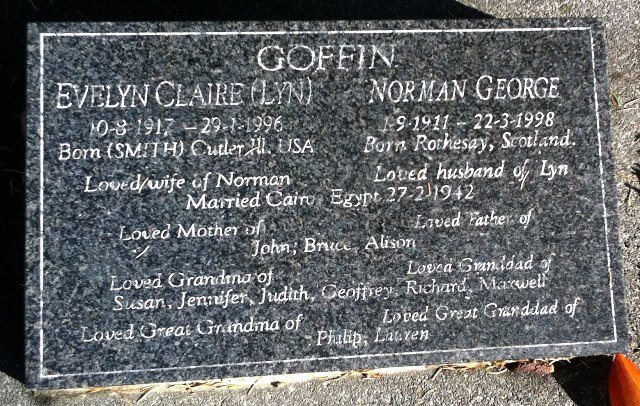 GOFFIN
EVELYN CLAIRE (LYN) NORMAN GEORGE
10-8-1917 - 29-1-1996 1-9-1911 - 22-3-1998
Born (SMITH) Cutler Ill. USA Born Rothesay, Scotland.
Loved wife of Norman Loved husband of Lyn
Married Cairo Egypt 27-2-1942
Loved Mother of Loved Father of
John, Bruce, Alison
Loved Grandma of Loved Granddad of
Susan, Jennifer, Judith, Geoffrey, Richard, Maxwell
Loved Great Grandma of Loved Great Granddad of
Philip, Lauren